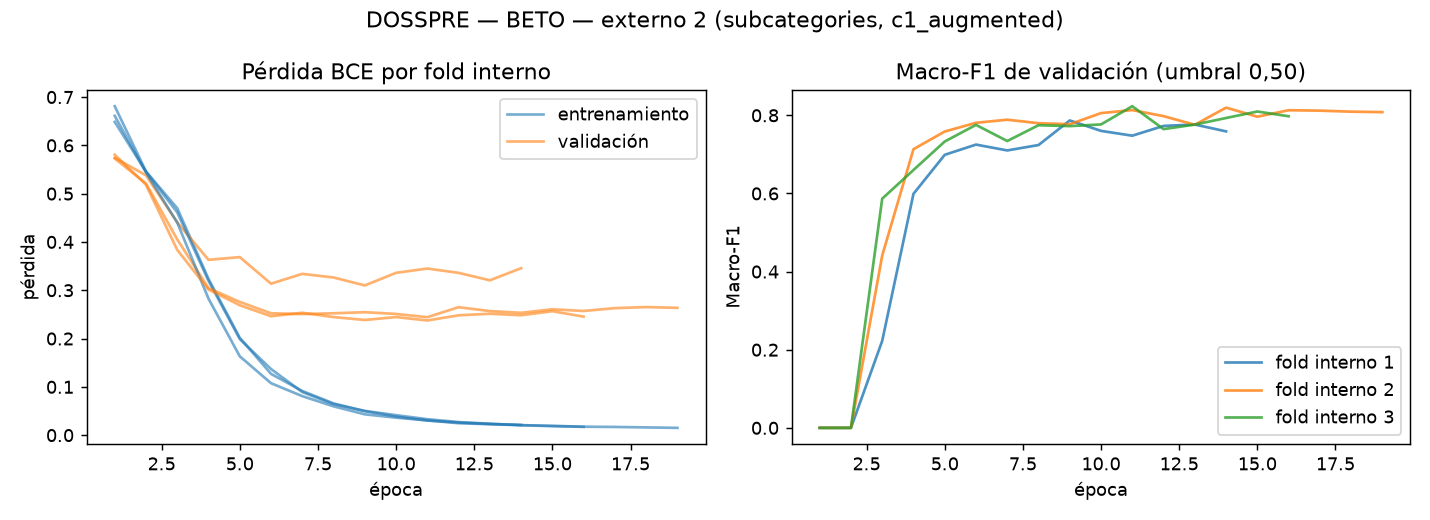 DOSSPRE — BETO — externo 2 (subcategories, c1_augmented)
Pérdida BCE por fold interno
pérdida
0.7
0.6
0.5
0.4
0.3
0.2
0.1
0.0
entrenamiento
validación
2.5 5.0 7.5 10.0 12.5 15.0 17.5
época
Macro-F1 de validación (umbral 0,50)
Macro-F1
0.8
0.6
0.4
0.2
0.0
fold interno 1
fold interno 2
fold interno 3
2.5 5.0 7.5 10.0 12.5 15.0 17.5
época